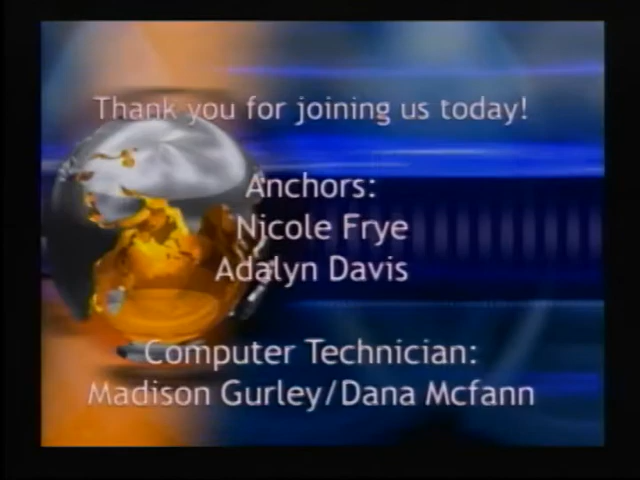 Thank you for joining us today!
Anchors:
Nicole Frye
Adalyn Davis
Computer Technician:
Madison Gurley/Dana Mcfann